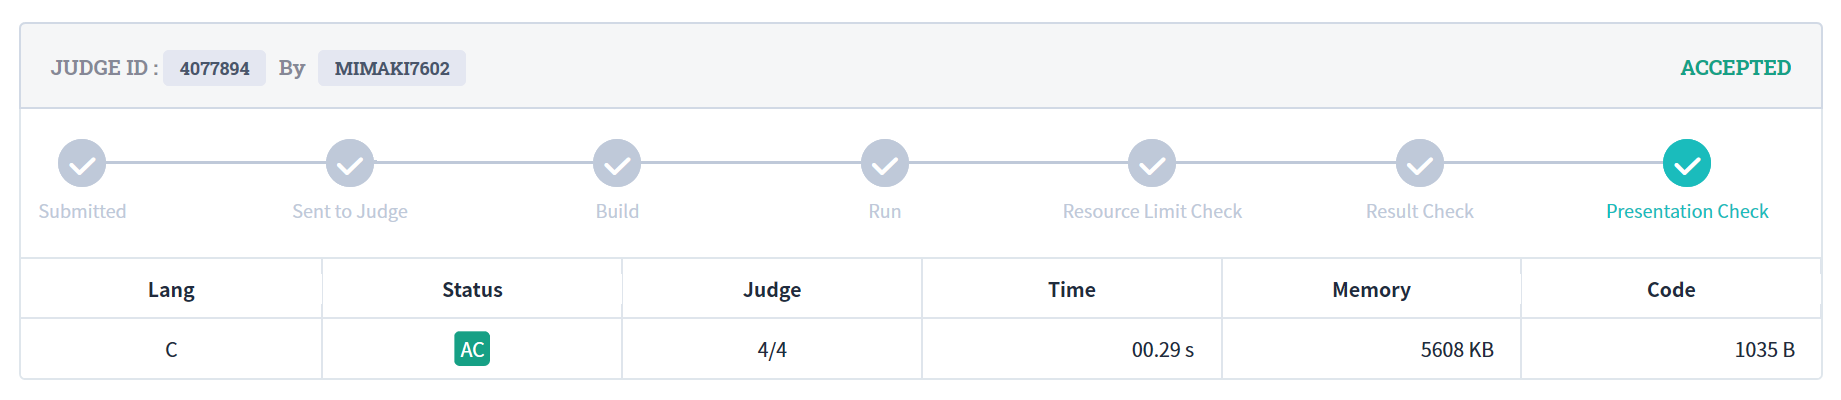 JUDGE ID : 4077894 By MIMAKI7602 ACCEPTED
Submitted Sent to Judge Build Run Resource Limit Check Result Check Presentation Check
Lang Status Judge Time Memory Code
C AC 4/4 00.29 s 5608 KB 1035 B